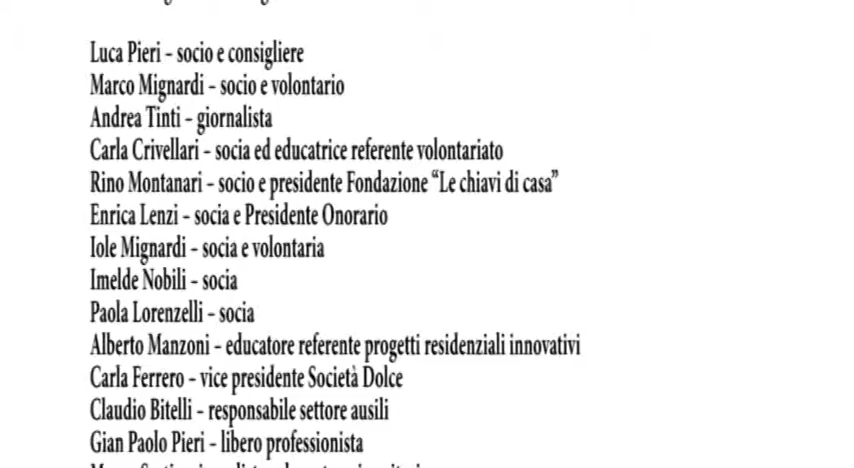 Luca Pieri - socio e consigliere
Marco Mignardi - socio e volontario
Andrea Tinti - giornalista
Carla Crivellari - socia ed educatrice referente volontariato
Rino Montanari - socio e presidente Fondazione “Le chiavi di casa”
Enrica Lenzi - socia e Presidente Onorario
Iole Mignardi - socia e volontaria
Imelde Nobili - socia
Paola Lorenzelli - socia
Alberto Manzoni - educatore referente progetti residenziali innovativi
Carla Ferrero - vice presidente Società Dolce
Claudio Bitelli - responsabile settore ausili
Gian Paolo Pieri - libero professionista